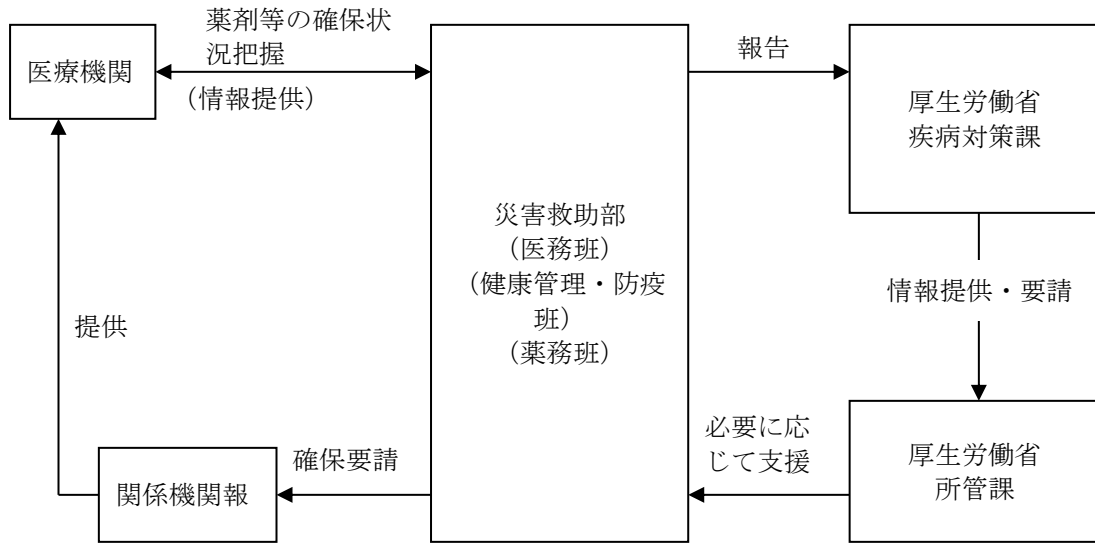 薬剤等の確保状
況把握
(情報提供)
医療機関
報告
厚生労働省
疾病対策課
災害救助部
(医務班)
(健康管理・防疫
班)
(薬務班)
情報提供・要請
提供
必要に応
じて支援
確保要請
関係機関報
厚生労働省
所管課